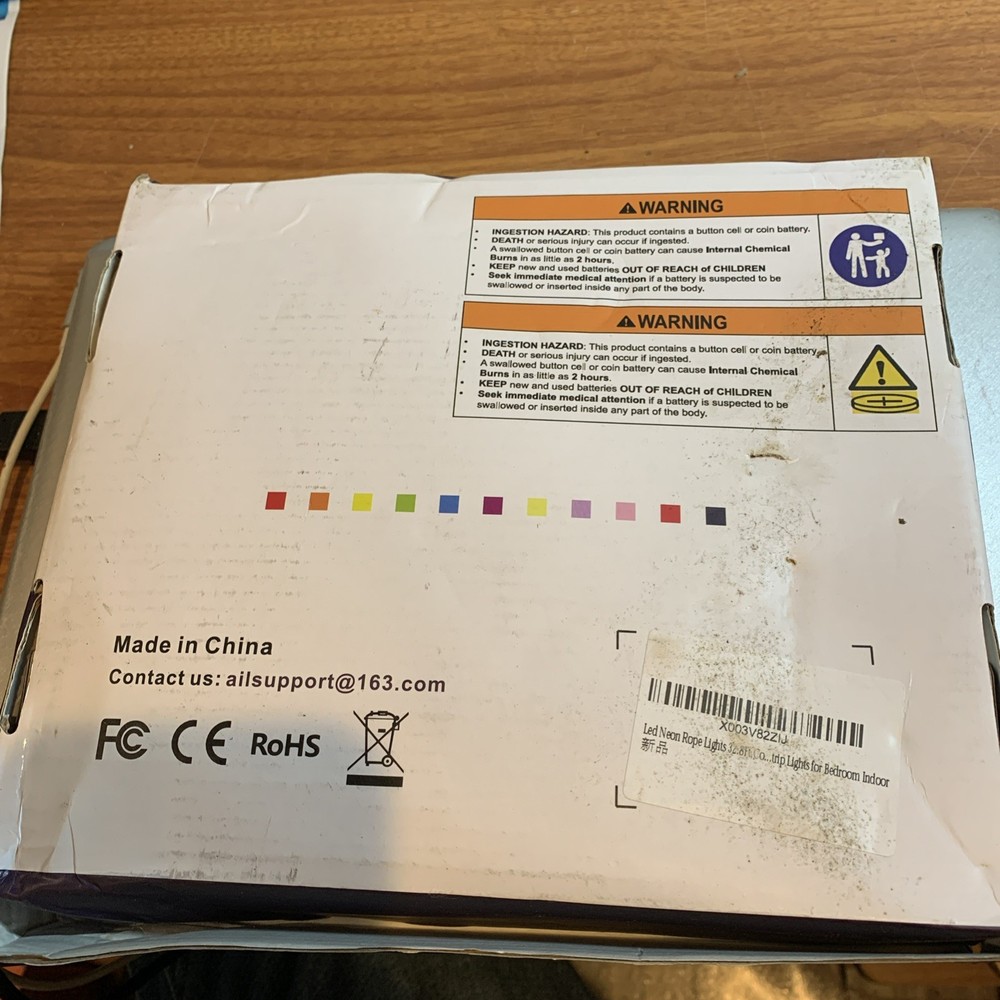 WARNING
INGESTION HAZARD: This product contains a button cell or coin battery.
DEATH or serious injury can occur if ingested.
A swallowed button cell or coin battery can cause Internal Chemical
Burns in as little as 2 hours.
KEEP new and used batteries OUT OF REACH of CHILDREN
Seek immediate medical attention if a battery is suspected to be
swallowed or inserted inside any part of the body.
WARNING
INGESTION HAZARD: This product contains a button cell or coin battery.
DEATH or serious injury can occur if ingested.
A swallowed button cell or coin battery can cause Internal Chemical
Burns in as little as 2 hours.
KEEP new and used batteries OUT OF REACH of CHILDREN
Seek immediate medical attention if a battery is suspected to be
swallowed or inserted inside any part of the body.
Made in China
Contact us: ailsupport@163.com
FC CE RoHS
X003V82ZIJ
Led Neon Rope Lights 32.8Ft,Co...trip Lights for Bedroom Indoor
新品